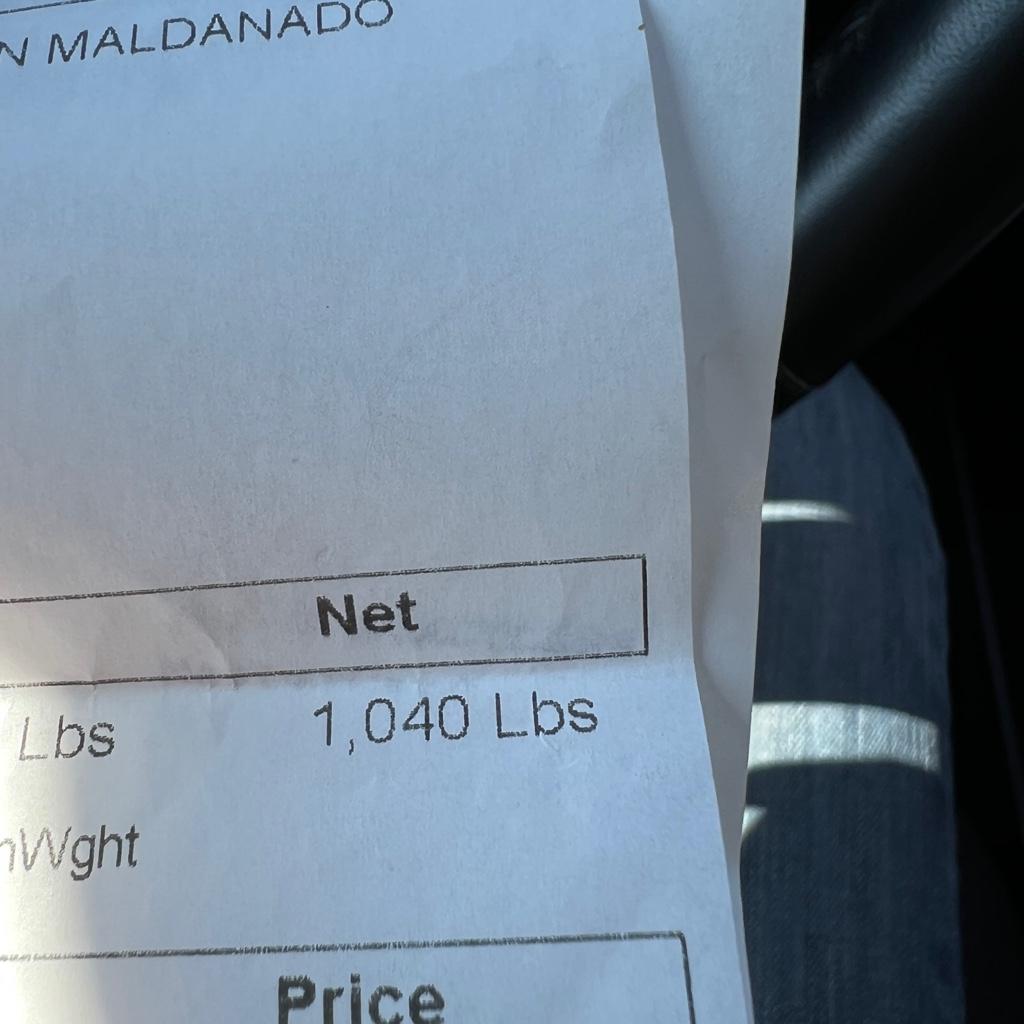 N MALDANADO
Net
Lbs 1,040 Lbs
nWght
Price